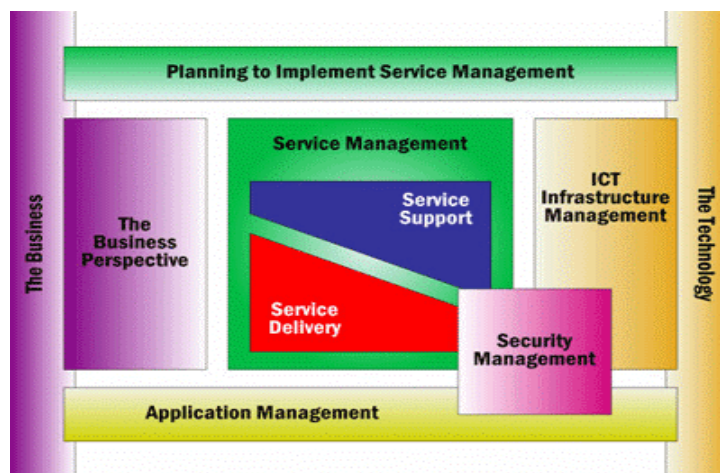 Planning to Implement Service Management
The Business
The
Business
Perspective
Service Management
Service
Support
Service
Delivery
ICT
Infrastructure
Management
The Technology
Security
Management
Application Management